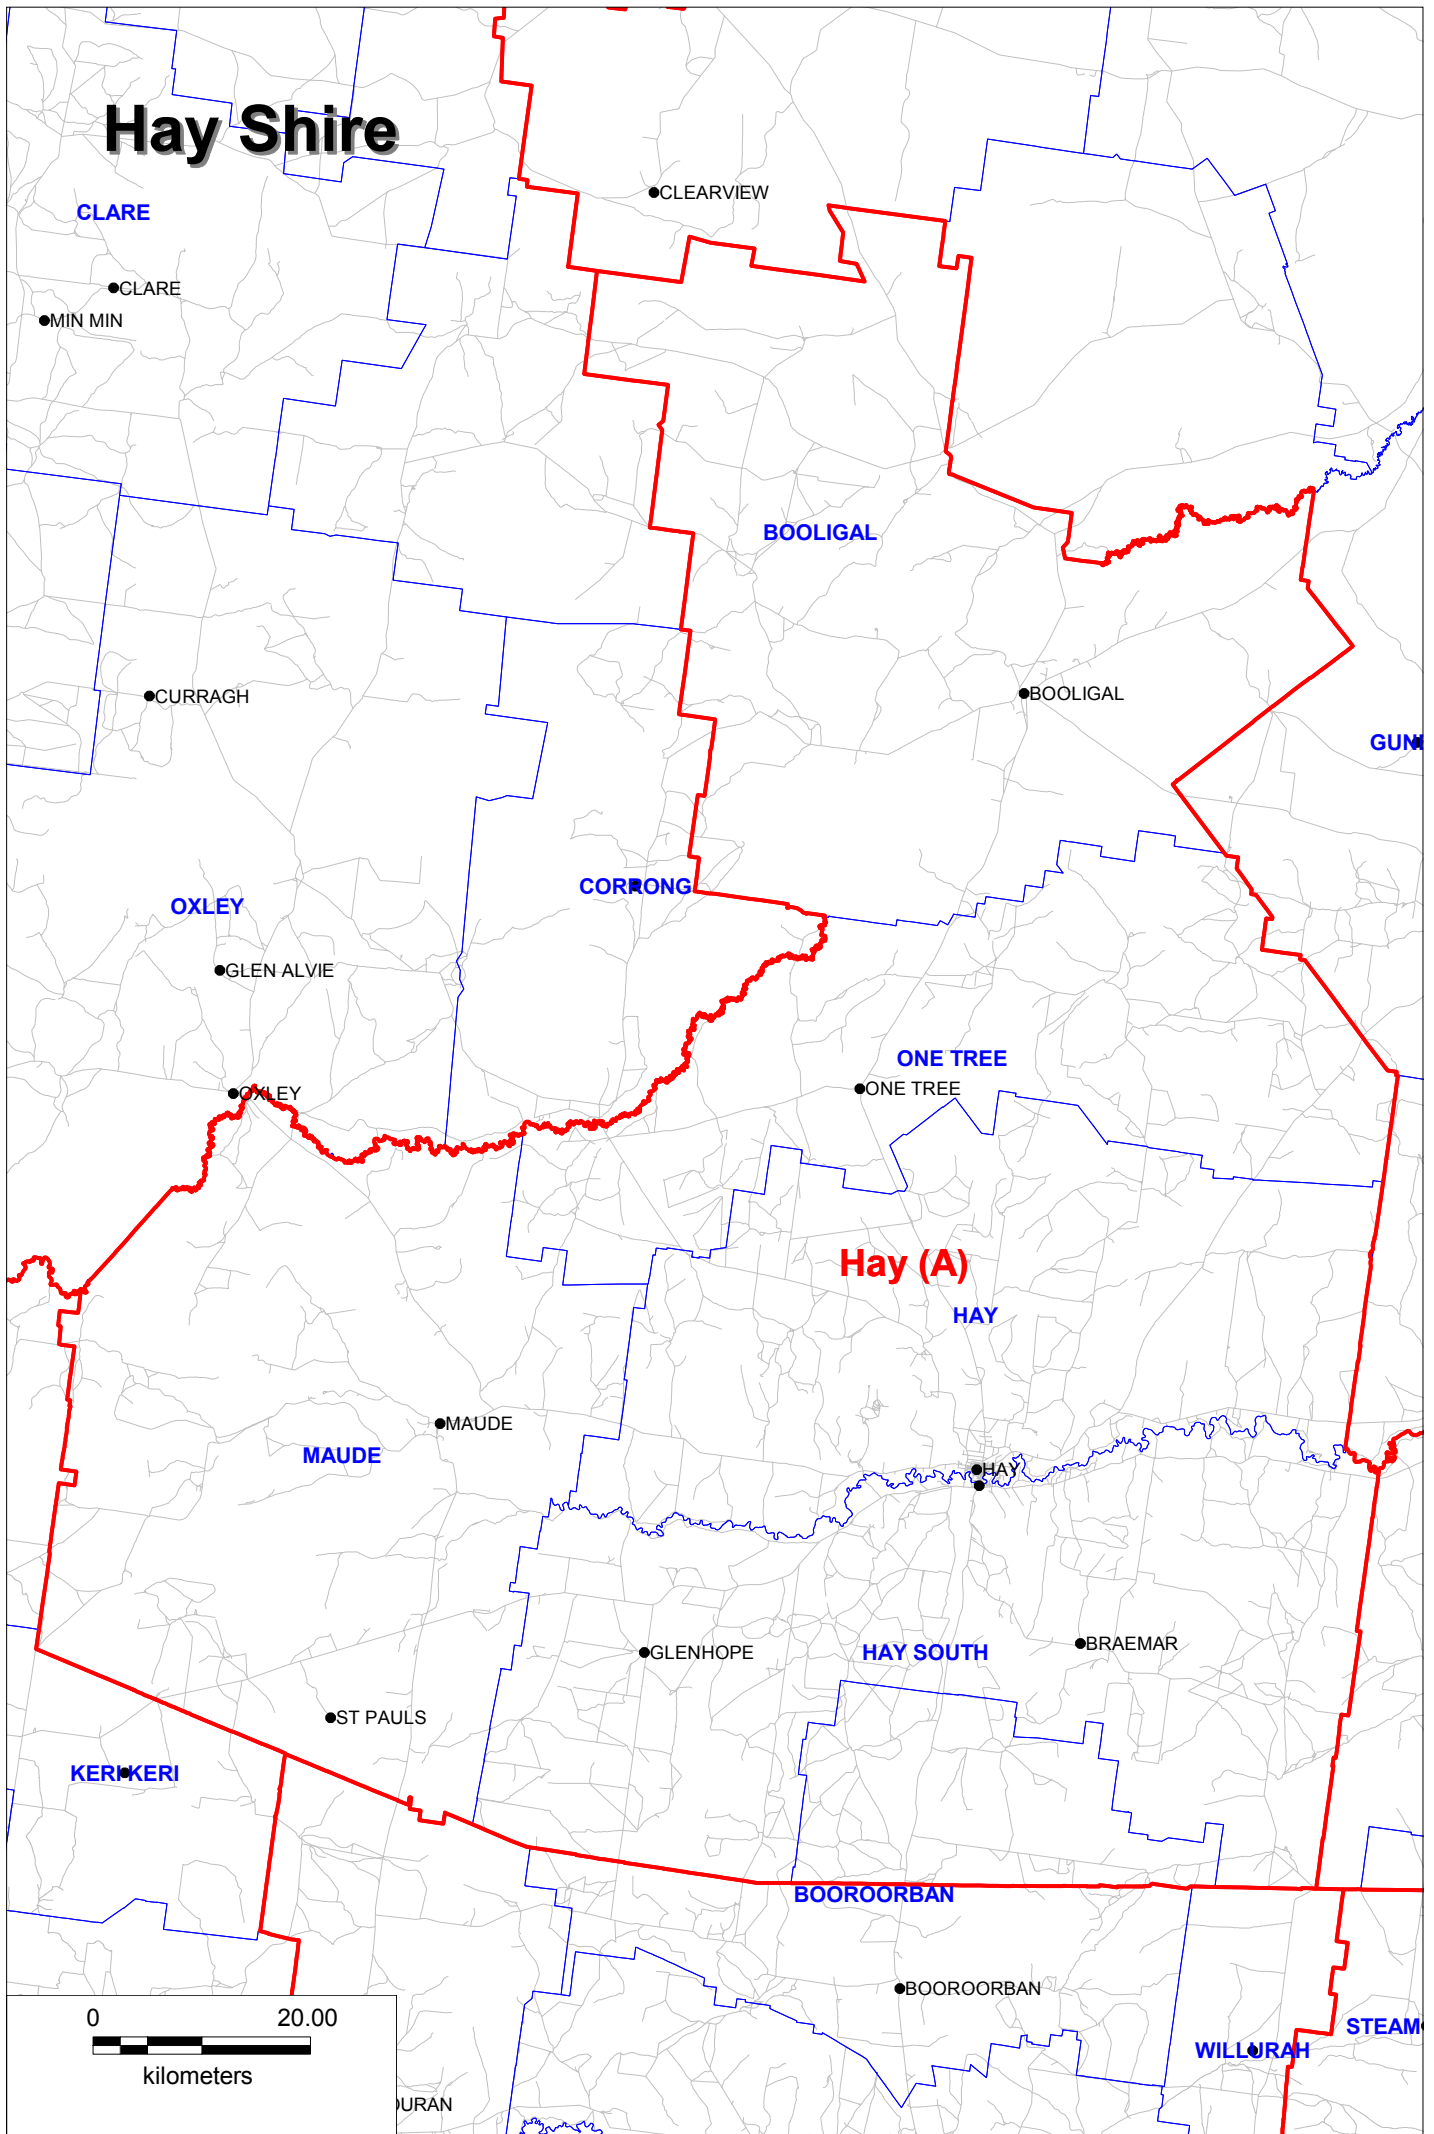 Hay Shire
CLEARVIEW
CLARE
CLARE
MIN MIN
BOOLIGAL
CURRAGH
BOOLIGAL
CORRONG
OXLEY
GLEN ALVIE
ONE TREE
ONE TREE
OXLEY
Hay (A)
HAY
MAUDE
MAUDE
HAY
GLENHOPE
HAY SOUTH
BRAEMAR
ST PAULS
KERI KERI
BOOROORBAN
BOOROORBAN
0 20.00
kilometers
STEAM
WILLURAH
URAN